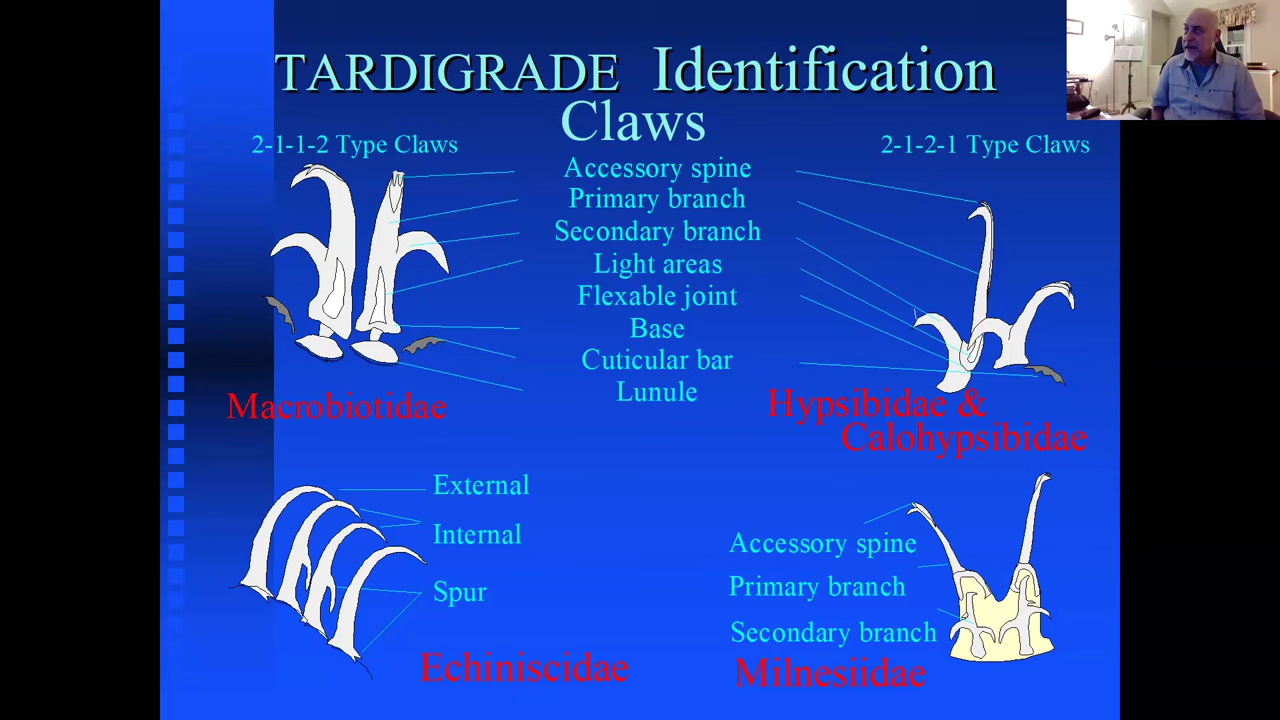 TARDIGRADE Identification
Claws
2-1-1-2 Type Claws
2-1-2-1 Type Claws
Accessory spine
Primary branch
Secondary branch
Light areas
Flexable joint
Base
Cuticular bar
Lunule
Macrobiotidae
Hypsibidae &
Calohypsibidae
External
Internal
Spur
Echiniscidae
Accessory spine
Primary branch
Secondary branch
Milnesiidae